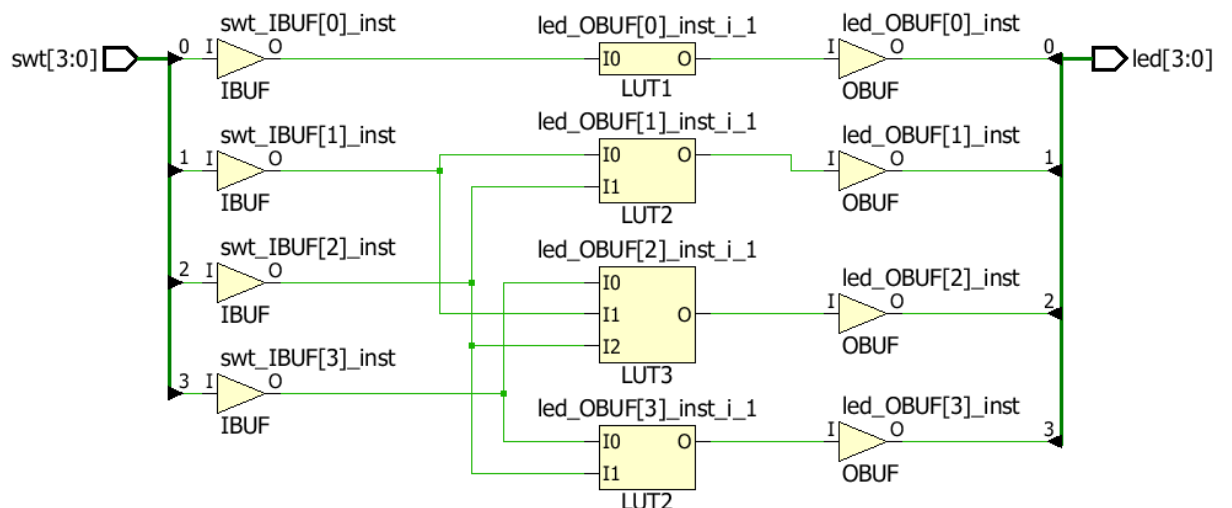 swt_IBUF[0]_inst
led_OBUF[0]_inst_i_1
led_OBUF[0]_inst
swt[3:0]
0
I
O
I0
O
I
O
0
led[3:0]
IBUF
LUT1
OBUF
swt_IBUF[1]_inst
led_OBUF[1]_inst_i_1
led_OBUF[1]_inst
1
I
O
I0
O
I
O
1
I1
IBUF
LUT2
OBUF
swt_IBUF[2]_inst
led_OBUF[2]_inst_i_1
led_OBUF[2]_inst
2
I
O
I0
I1
O
I
O
2
I2
IBUF
LUT3
OBUF
swt_IBUF[3]_inst
led_OBUF[3]_inst_i_1
led_OBUF[3]_inst
3
I
O
I0
O
I
O
3
I1
IBUF
LUT2
OBUF